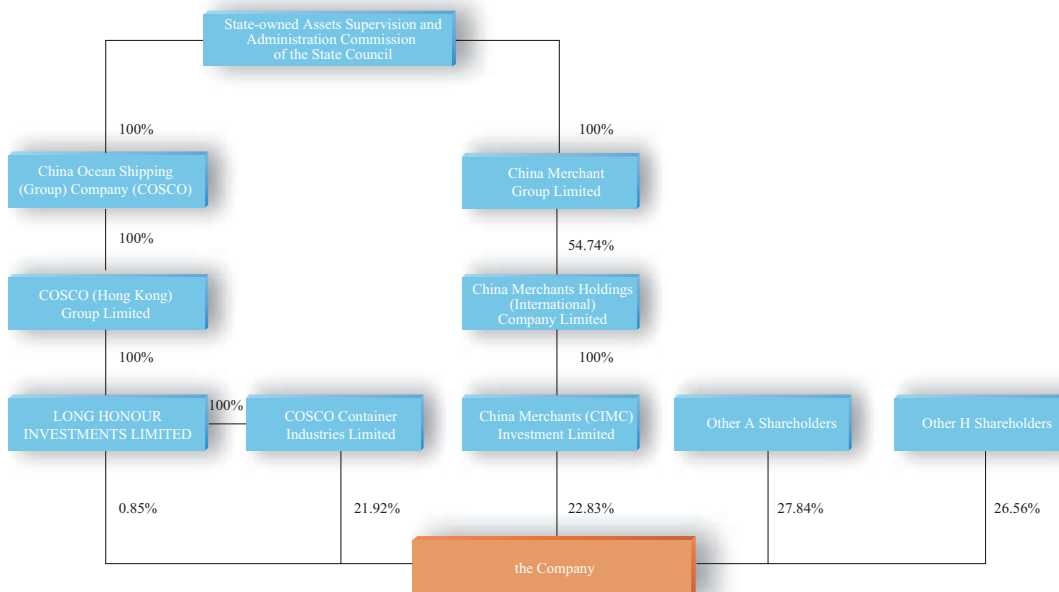 State-owned Assets Supervision and
Administration Commission
of the State Council
100%
100%
China Ocean Shipping
(Group) Company (COSCO)
China Merchant
Group Limited
100%
54.74%
COSCO (Hong Kong)
Group Limited
China Merchants Holdings
(International)
Company Limited
100%
100%
LONG HONOUR
INVESTMENTS LIMITED
100%
COSCO Container
Industries Limited
China Merchants (CIMC)
Investment Limited
Other A Shareholders
Other H Shareholders
0.85%
21.92%
22.83%
27.84%
26.56%
the Company